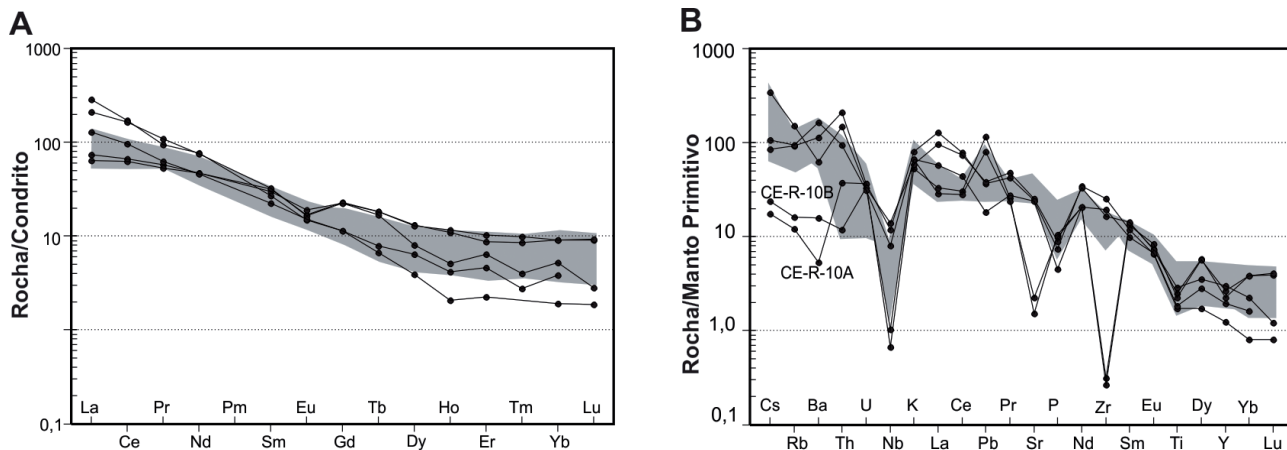 A
Rocha/Condrito
1000
100
10
1
0,1
La Pr Pm Eu Tb Ho Tm Lu
Ce Nd Sm Gd Dy Er Yb
B
Rocha/Manto Primitivo
1000
100
10
1,0
0,1
CE-R-10B
CE-R-10A
Cs Ba U K Ce Pr P Zr Eu Dy Yb
Rb Th Nb La Pb Sr Nd Sm Ti Y Lu